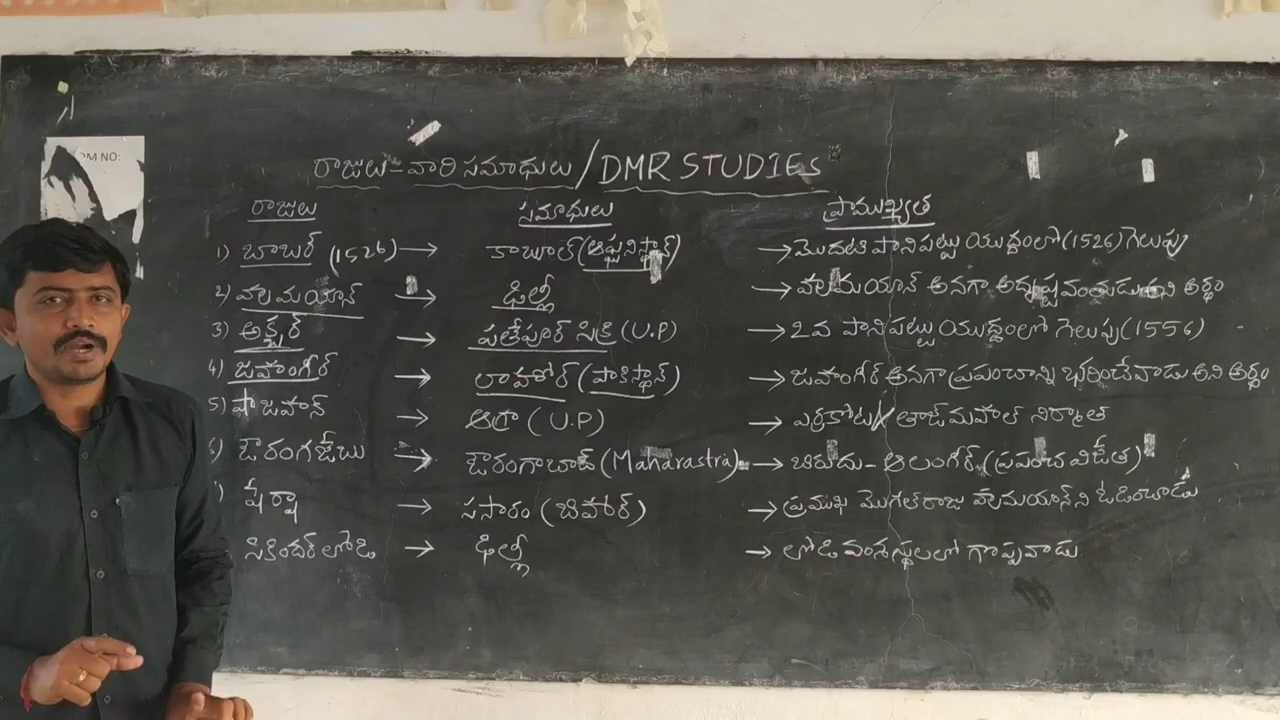 OM NO:
రాజులు - వారి సమాధులు / DMR STUDIES
రాజులు సమాధులు ప్రాముఖ్యత
1) బాబర్ (1526) → కాబూల్ (ఆఫ్ఘనిస్థాన్) → మొదటి పానిపట్టు యుద్ధంలో (1526) గెలుపు
2) హుమయూన్ → ఢిల్లీ → హుమయూన్ అనగా అదృష్టవంతుడు అని అర్థం
3) అక్బర్ → పతేపూర్ సిక్రి (U.P) → 2వ పానిపట్టు యుద్ధంలో గెలుపు (1556)
4) జహంగీర్ → లాహోర్ (పాకిస్థాన్) → జహంగీర్ అనగా ప్రపంచాన్ని భరించేవాడు అని అర్థం
5) షాజహాన్ → ఆగ్రా (U.P) → ఎర్రకోట / తాజ్ మహల్ నిర్మాత
6) ఔరంగజేబు → ఔరంగాబాద్ (Maharastra) → బిరుదు - ఆలంగీర్ (ప్రపంచ విజేత)
) షేర్షా → ససారం (బిహార్) → ప్రముఖ మొగల్ రాజు హుమయూన్ ని ఓడించాడు
సికిందర్ లోడి → ఢిల్లీ → లోడి వంశస్థులలో గొప్పవాడు